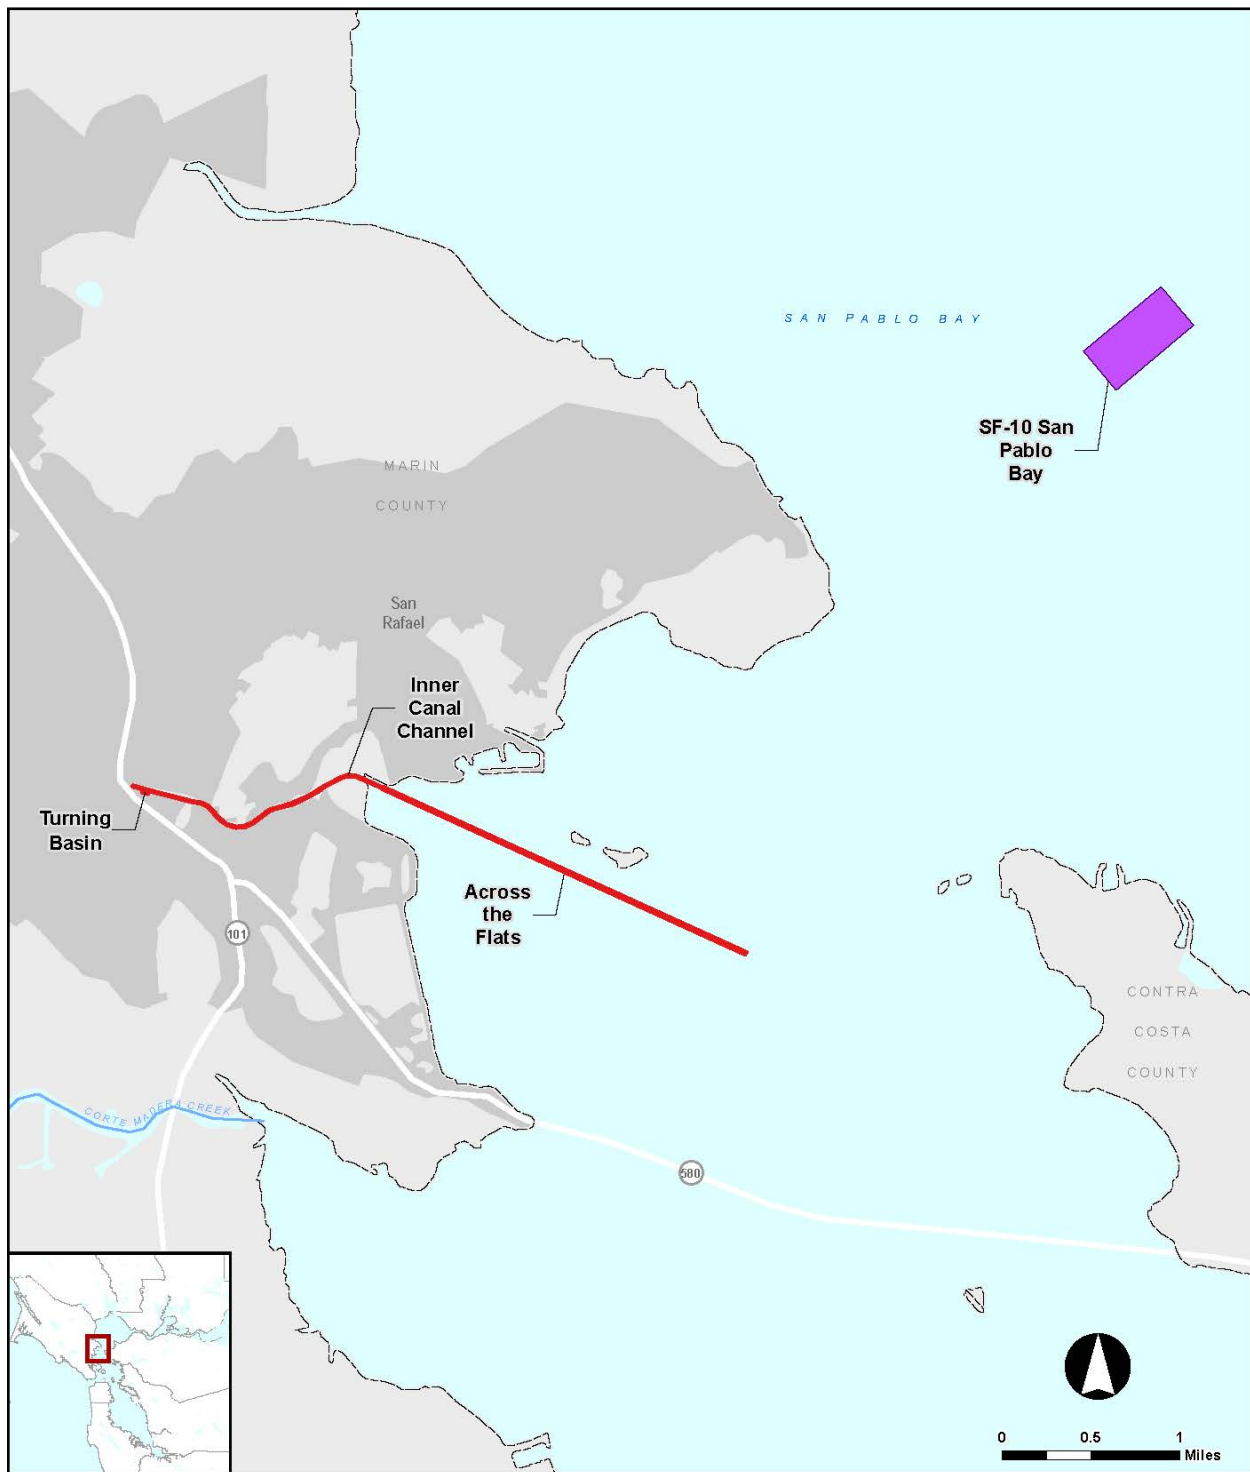 SAN PABLO BAY
SF-10 San
Pablo
Bay
MARIN
COUNTY
San
Rafael
Inner
Canal
Channel
Turning
Basin
Across
the
Flats
101
CONTRA
COSTA
COUNTY
CORTE MADERA CREEK
580
0 0.5 1
Miles